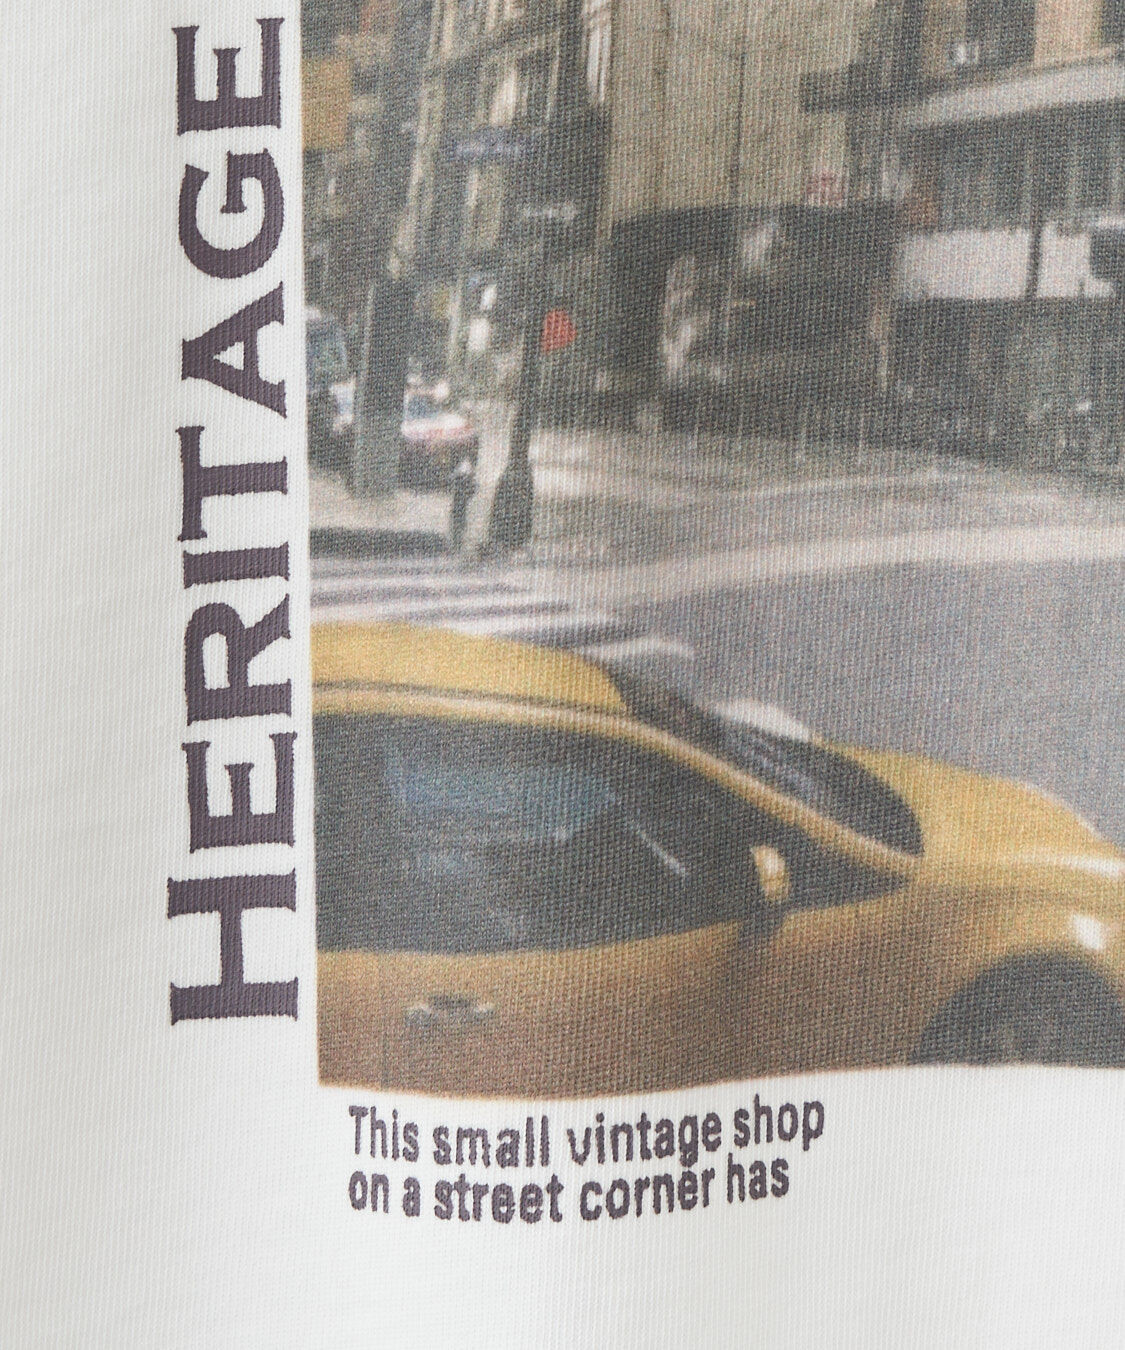 HERITAGE
This small vintage shop
on a street corner has